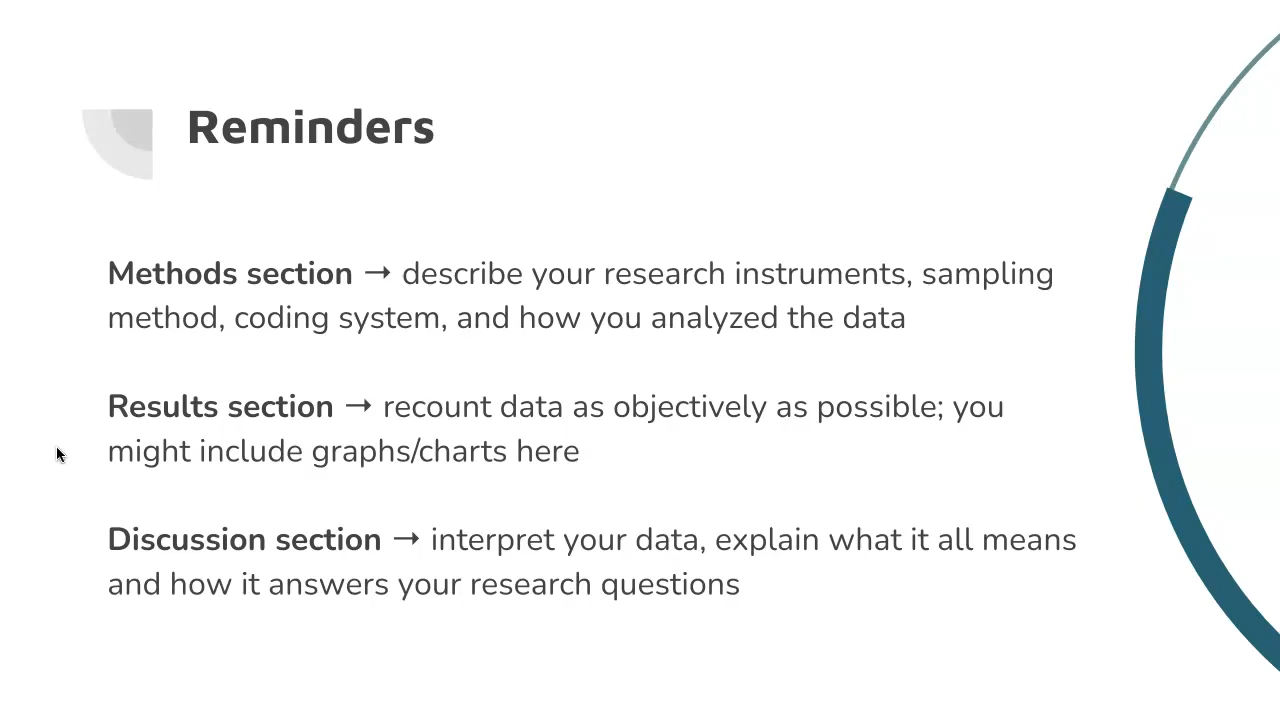 Reminders
Methods section → describe your research instruments, sampling
method, coding system, and how you analyzed the data
Results section → recount data as objectively as possible; you
might include graphs/charts here
Discussion section → interpret your data, explain what it all means
and how it answers your research questions